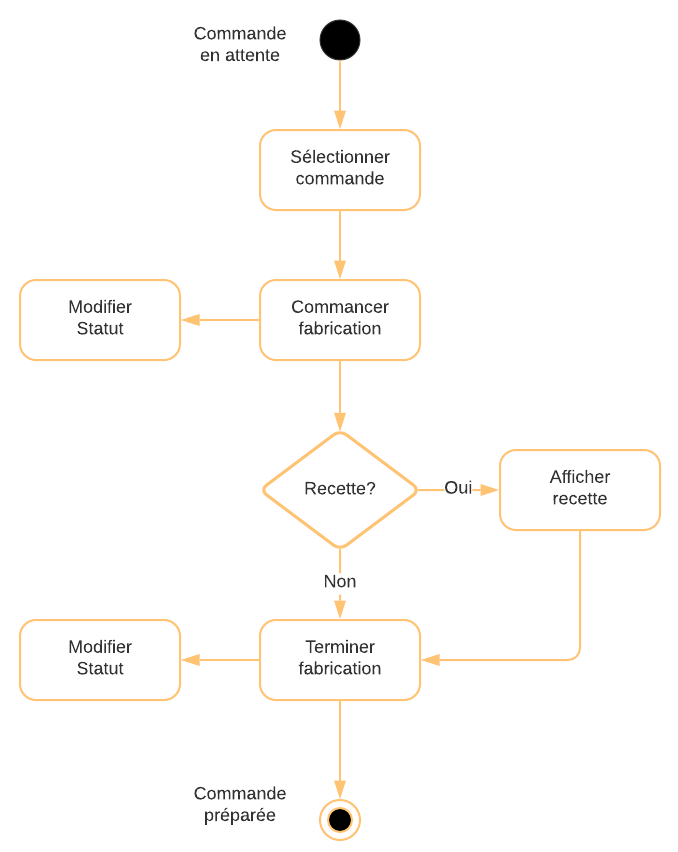 Commande
en attente
Sélectionner
commande
Modifier
Statut
Commancer
fabrication
Recette?
Oui
Afficher
recette
Non
Modifier
Statut
Terminer
fabrication
Commande
préparée